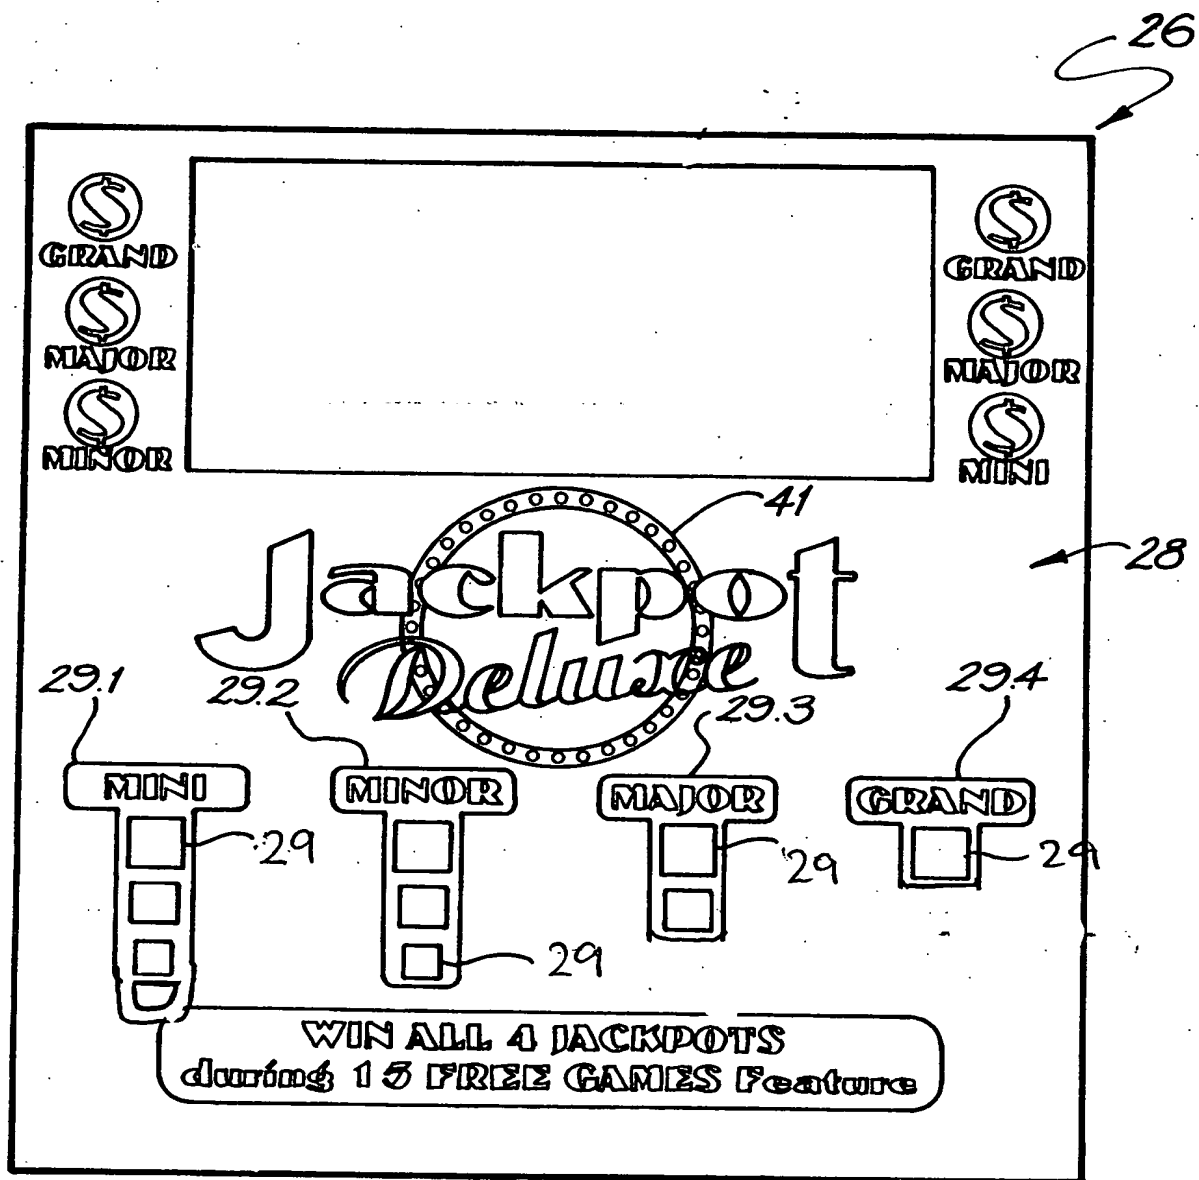 26
$
GRAND
$
MAJOR
$
MINOR
$
GRAND
$
MAJOR
$
MINI
41
Jackpot
Deluxe
28
29.1
29.2
29.3
29.4
MINI
MINOR
MAJOR
GRAND
29
29
29
29
WIN ALL 4 JACKPOTS
during 15 FREE GAMES Feature